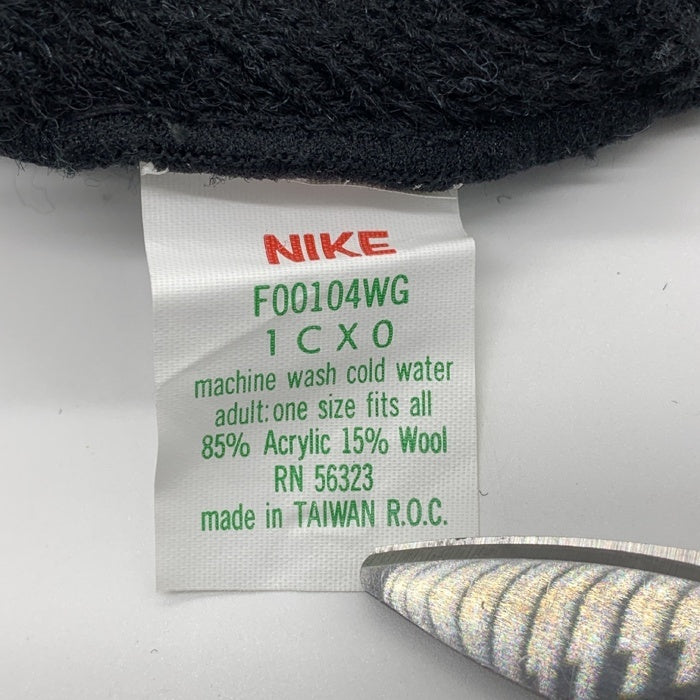 NIKE
F00104WG
1 C X 0
machine wash cold water
adult: one size fits all
85% Acrylic 15% Wool
RN 56323
made in TAIWAN R.O.C.